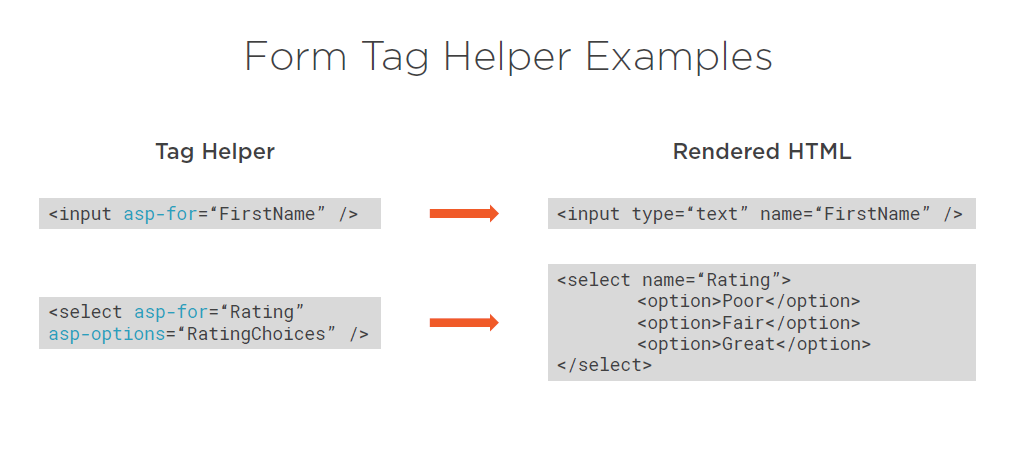 Form Tag Helper Examples
Tag Helper
Rendered HTML
<input asp-for=“FirstName” />
<input type=“text” name=“FirstName” />
<select asp-for=“Rating”
asp-options=“RatingChoices” />
<select name=“Rating”>
<option>Poor</option>
<option>Fair</option>
<option>Great</option>
</select>